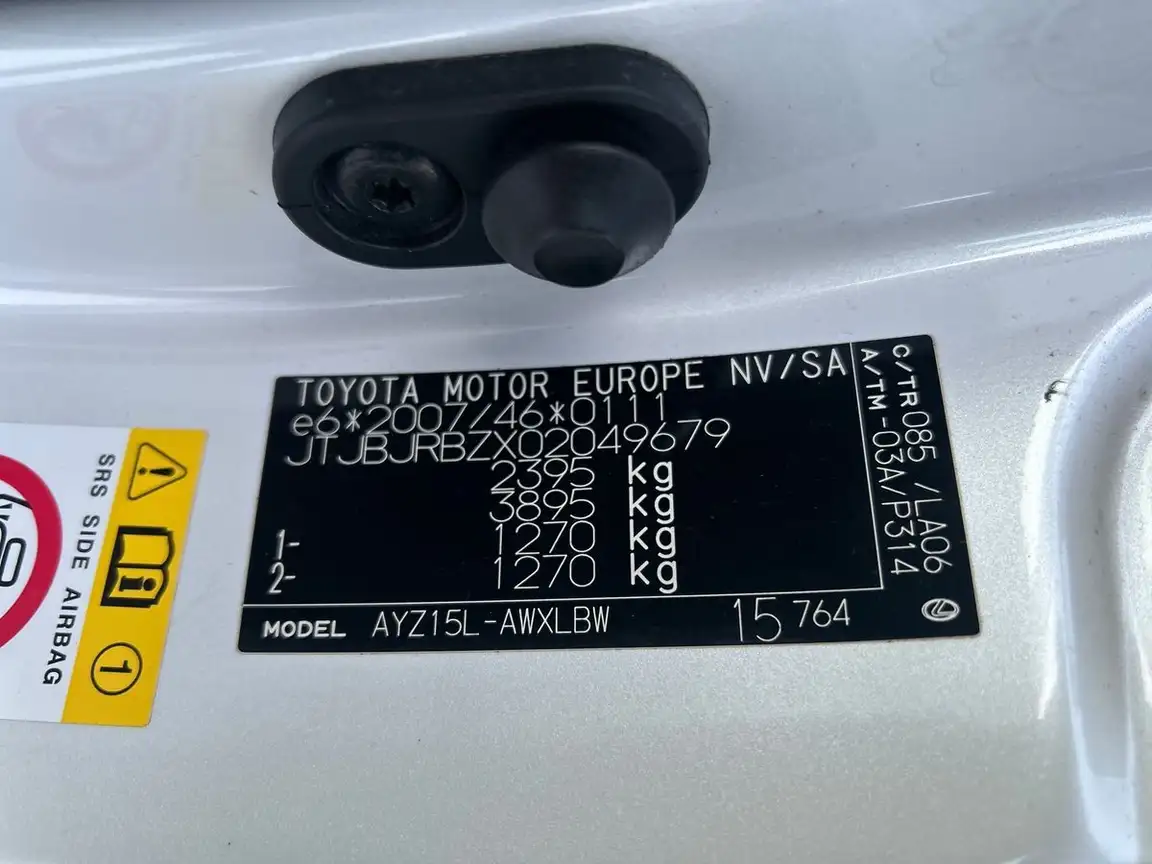 TOYOTA MOTOR EUROPE NV/SA
e6*2007/46*0111
JTJBJRBZX02049679
2395 kg
3895 kg
1- 1270 kg
2- 1270 kg
MODEL AYZ15L-AWXLBW 15 764
C/TR 085 /LA06
A/TM -03A/P314
SRS SIDE AIRBAG
1